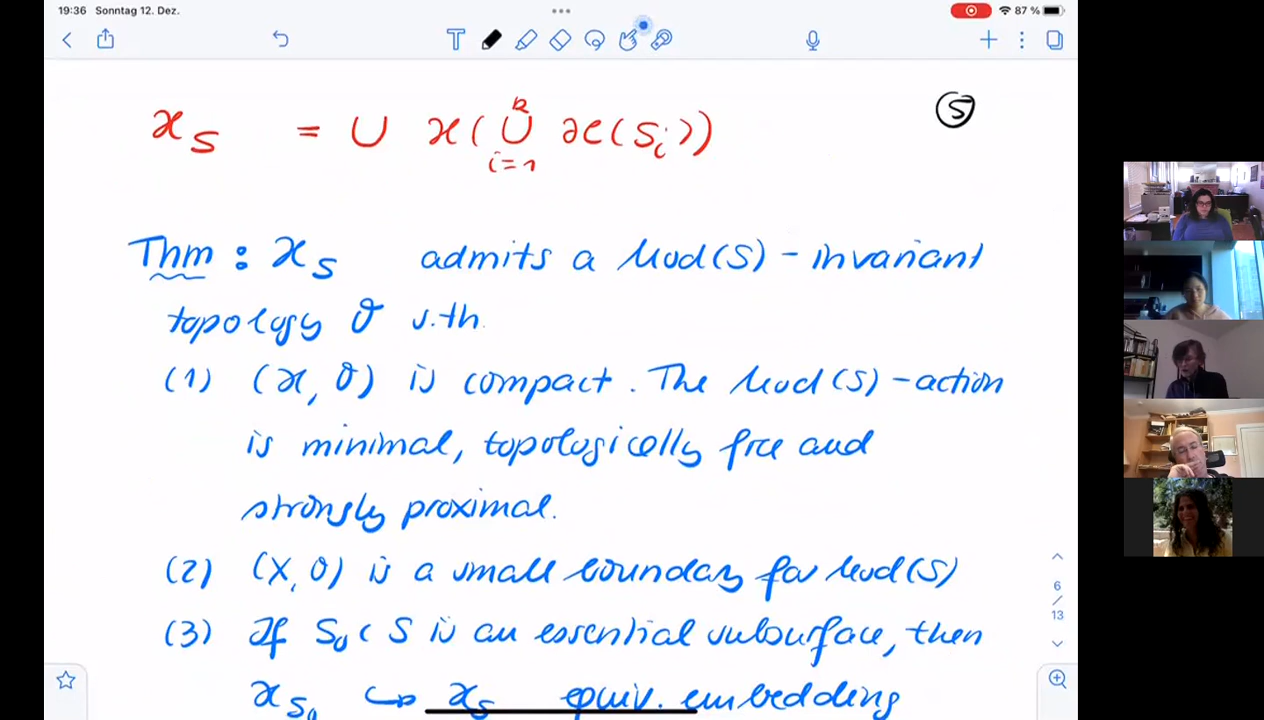 19:36 Sonntag 12. Dez.
87 %
𝒳_S = ∪ 𝒳( ∪_{i=1}^{k} ∂𝒞(S_i))
(5)
Thm : 𝒳_S admits a Mod(S) - invariant
topology 𝒪 s.th.
(1) (𝒳, 𝒪) is compact. The Mod(S) -action
is minimal, topologically free and
strongly proximal.
(2) (X, 𝒪) is a small boundary for Mod(S)
(3) If S_0 ⊂ S is an essential subsurface, then
𝒳_{S_0} ↪ 𝒳_S equiv. embedding
6
/
13